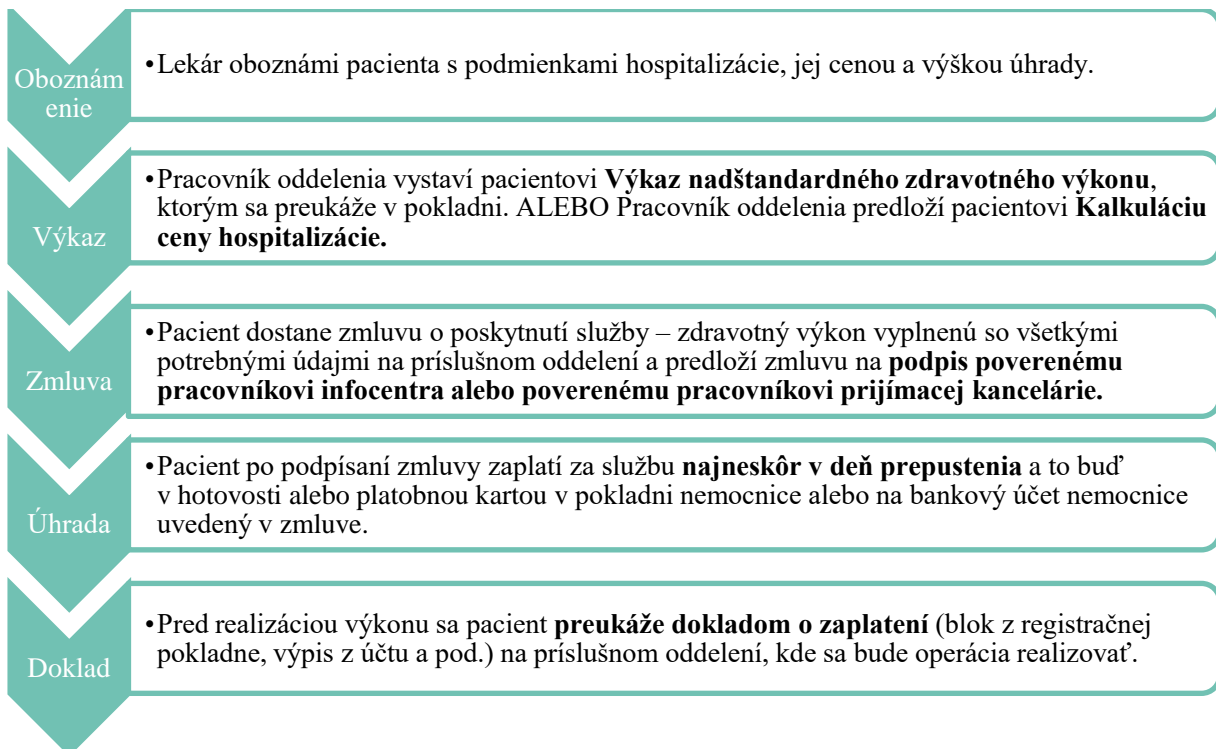 Oboznám
enie
•Lekár oboznámi pacienta s podmienkami hospitalizácie, jej cenou a výškou úhrady.
Výkaz
•Pracovník oddelenia vystaví pacientovi Výkaz nadštandardného zdravotného výkonu,
ktorým sa preukáže v pokladni. ALEBO Pracovník oddelenia predloží pacientovi Kalkuláciu
ceny hospitalizácie.
Zmluva
•Pacient dostane zmluvu o poskytnutí služby – zdravotný výkon vyplnenú so všetkými
potrebnými údajmi na príslušnom oddelení a predloží zmluvu na podpis poverenému
pracovníkovi infocentra alebo poverenému pracovníkovi prijímacej kancelárie.
Úhrada
•Pacient po podpísaní zmluvy zaplatí za službu najneskôr v deň prepustenia a to buď
v hotovosti alebo platobnou kartou v pokladni nemocnice alebo na bankový účet nemocnice
uvedený v zmluve.
Doklad
•Pred realizáciou výkonu sa pacient preukáže dokladom o zaplatení (blok z registračnej
pokladne, výpis z účtu a pod.) na príslušnom oddelení, kde sa bude operácia realizovať.